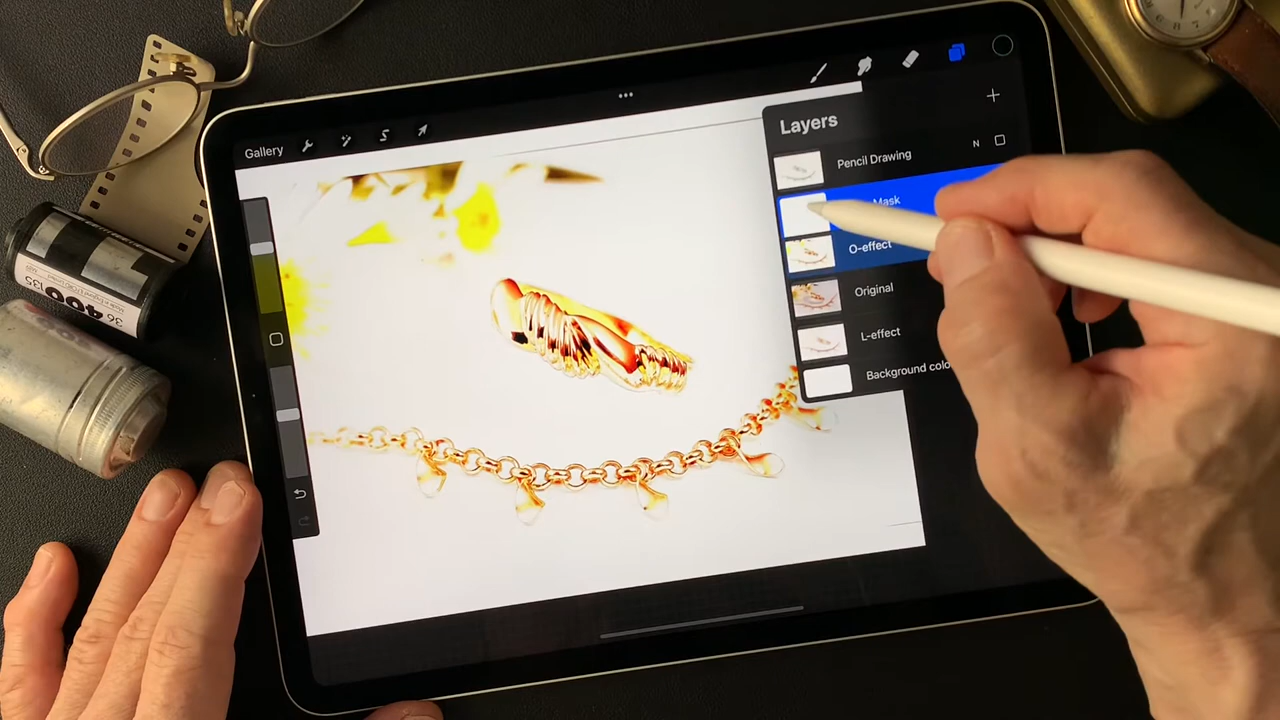 Gallery
Layers
Pencil Drawing
N
Mask
O-effect
Original
L-effect
Background colo
400
36
135